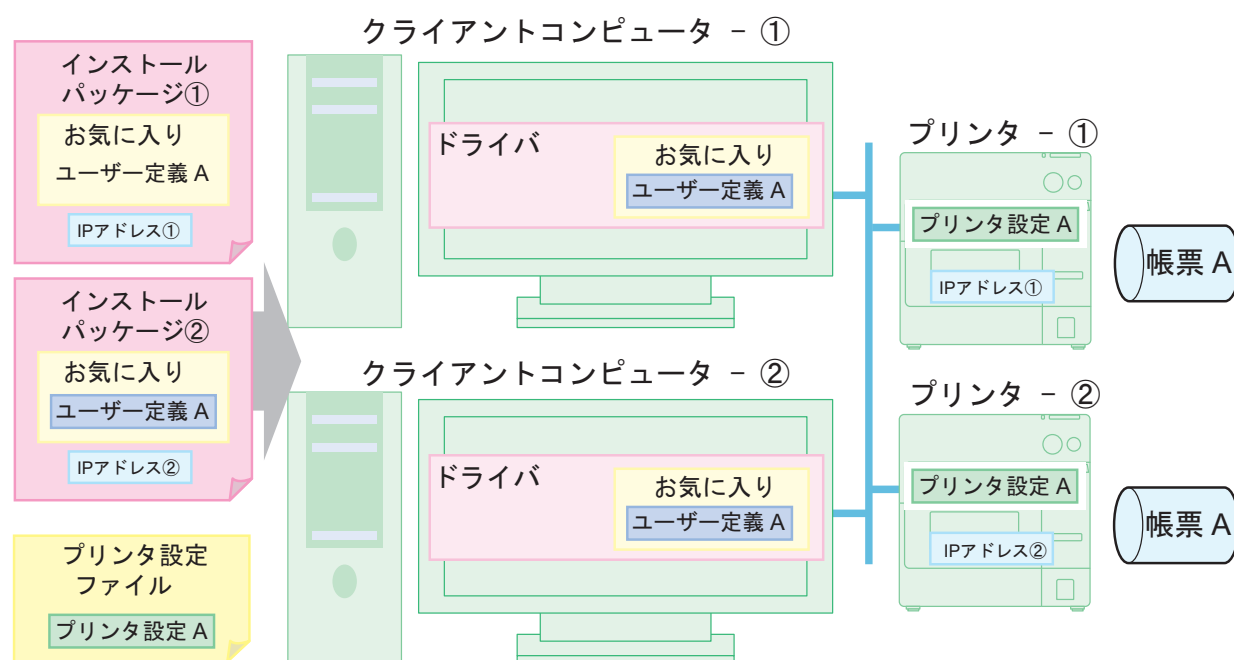 インストール
パッケージ①
お気に入り
ユーザー定義 A
IPアドレス①
インストール
パッケージ②
お気に入り
ユーザー定義 A
IPアドレス②
プリンタ設定
ファイル
プリンタ設定 A
クライアントコンピュータ － ①
ドライバ
お気に入り
ユーザー定義 A
クライアントコンピュータ － ②
ドライバ
お気に入り
ユーザー定義 A
プリンタ － ①
プリンタ設定 A
IPアドレス①
帳票 A
プリンタ － ②
プリンタ設定 A
IPアドレス②
帳票 A